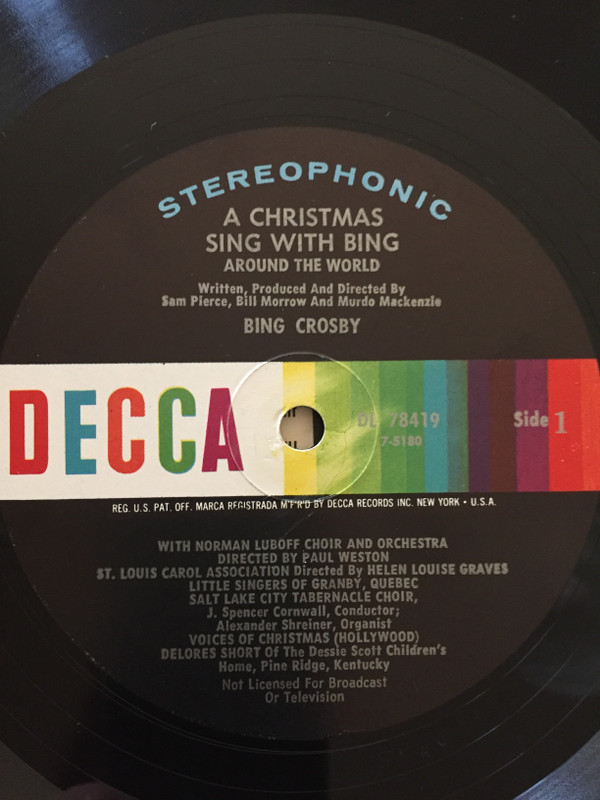 STEREOPHONIC
A CHRISTMAS
SING WITH BING
AROUND THE WORLD
Written, Produced And Directed By
Sam Pierce, Bill Morrow And Murdo Mackenzie
BING CROSBY
DECCA
DL 78419
7-5180
Side 1
REG. U.S. PAT. OFF. MARCA REGISTRADA M'F'R'D BY DECCA RECORDS INC. NEW YORK • U.S.A.
WITH NORMAN LUBOFF CHOIR AND ORCHESTRA
DIRECTED BY PAUL WESTON
ST. LOUIS CAROL ASSOCIATION Directed By HELEN LOUISE GRAVES
LITTLE SINGERS OF GRANBY, QUEBEC
SALT LAKE CITY TABERNACLE CHOIR,
J. Spencer Cornwall, Conductor;
Alexander Shreiner, Organist
VOICES OF CHRISTMAS (HOLLYWOOD)
DELORES SHORT Of The Dessie Scott Children's
Home, Pine Ridge, Kentucky
Not Licensed For Broadcast
Or Television